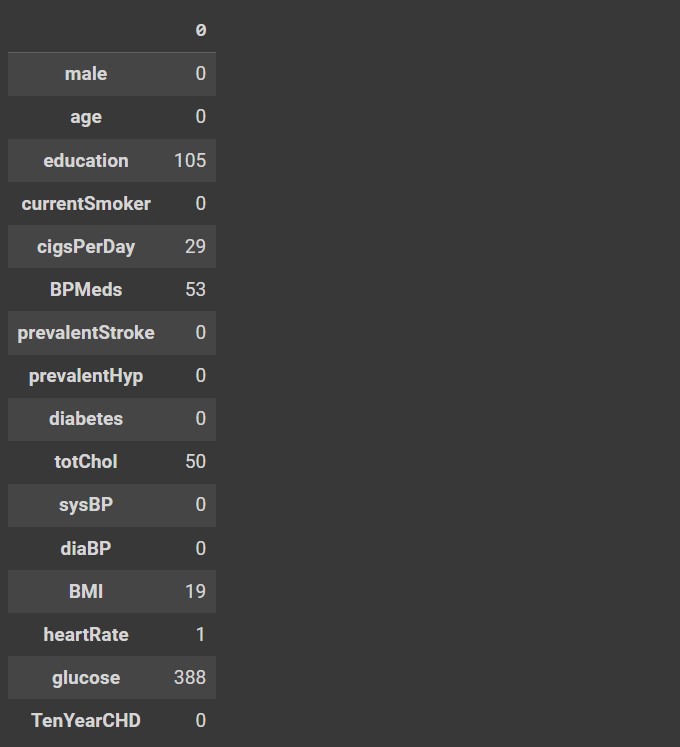 0
male 0
age 0
education 105
currentSmoker 0
cigsPerDay 29
BPMeds 53
prevalentStroke 0
prevalentHyp 0
diabetes 0
totChol 50
sysBP 0
diaBP 0
BMI 19
heartRate 1
glucose 388
TenYearCHD 0